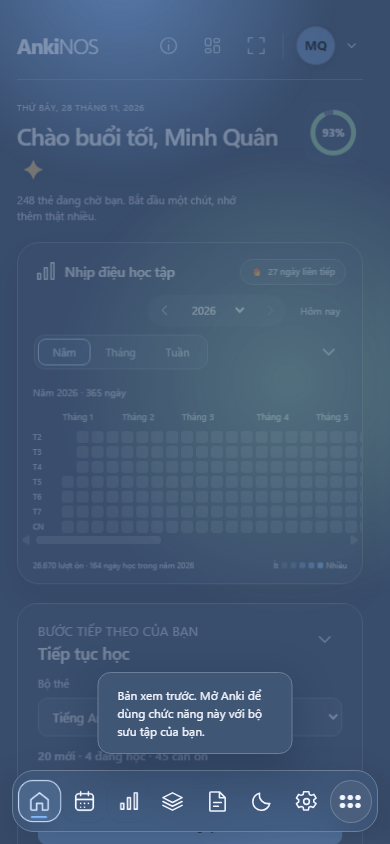 AnkiNOS
MQ
THỨ BẢY, 28 THÁNG 11, 2026
Chào buổi tối, Minh Quân
93%
248 thẻ đang chờ bạn. Bắt đầu một chút, nhớ
thêm thật nhiều.
Nhịp điệu học tập
27 ngày liên tiếp
2026
Hôm nay
Năm
Tháng
Tuần
Năm 2026 · 365 ngày
Tháng 1
Tháng 2
Tháng 3
Tháng 4
Tháng 5
T2
T3
T4
T5
T6
T7
CN
26.670 lượt ôn · 164 ngày học trong năm 2026
Nhiều
BƯỚC TIẾP THEO CỦA BẠN
Tiếp tục học
Bộ thẻ
Tiếng A
Bản xem trước. Mở Anki để
dùng chức năng này với bộ
sưu tập của bạn.
20 mới · 4 đang học · 45 cần ôn